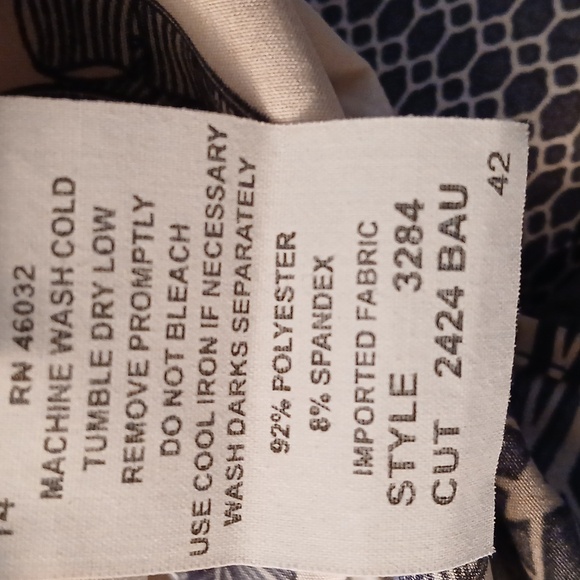 14
RN 46032
MACHINE WASH COLD
TUMBLE DRY LOW
REMOVE PROMPTLY
DO NOT BLEACH
USE COOL IRON IF NECESSARY
WASH DARKS SEPARATELY
92% POLYESTER
8% SPANDEX
IMPORTED FABRIC
STYLE 3284
CUT 2424 BAU
42